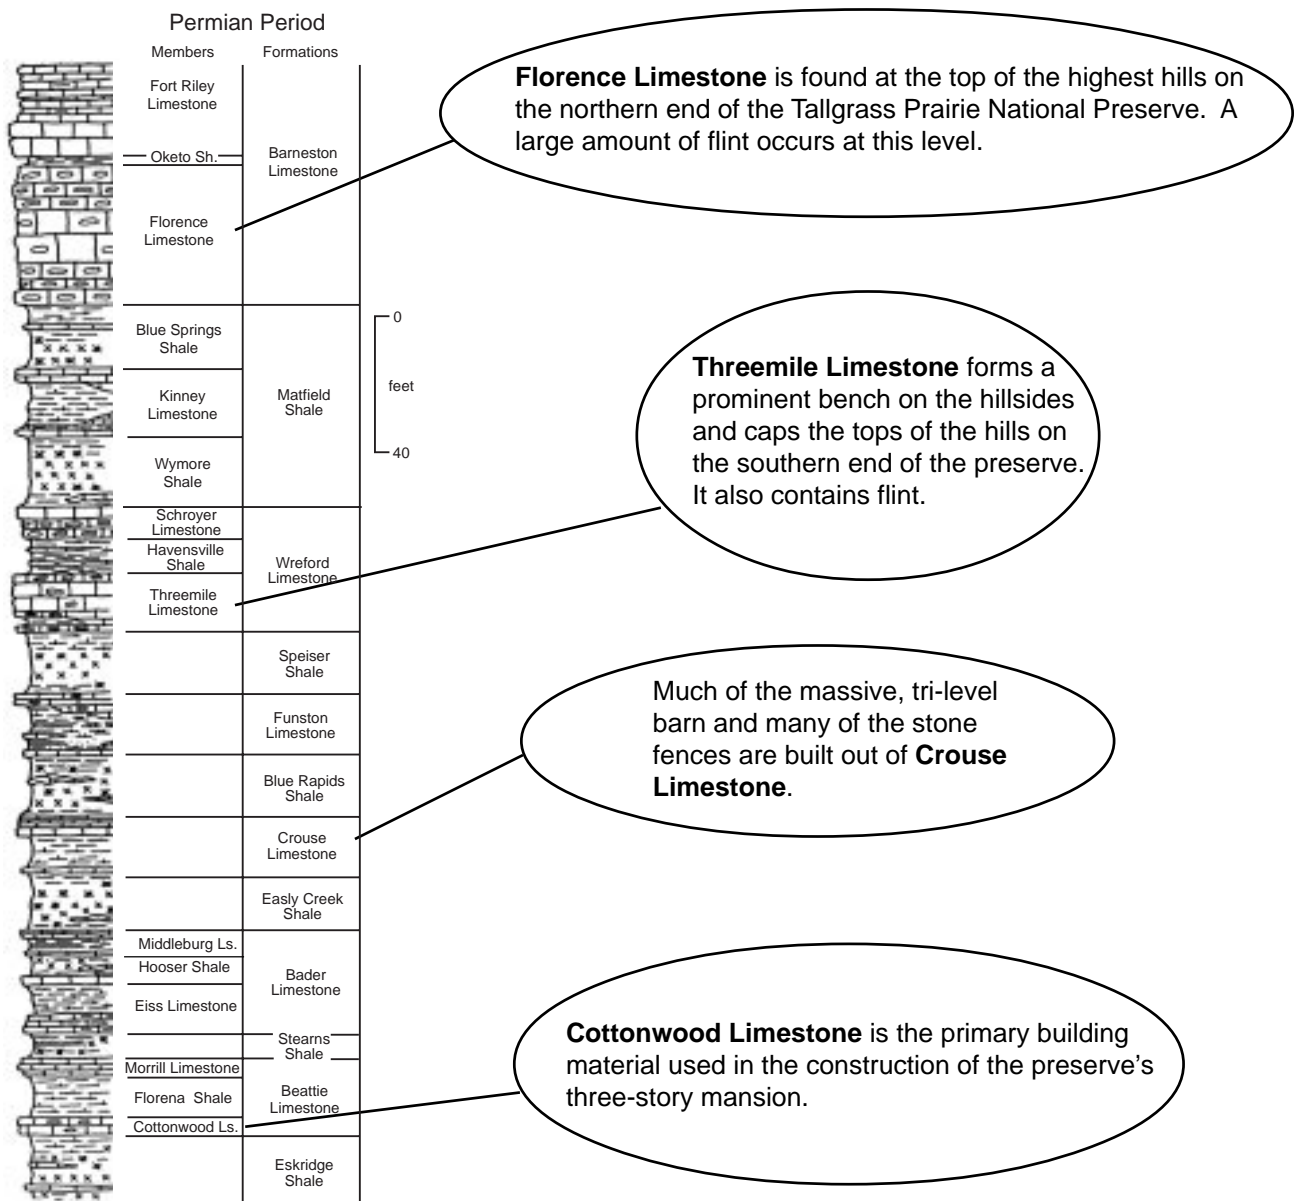 Permian Period
Members
Formations
Fort Riley
Limestone
Oketo Sh.
Barneston
Limestone
Florence
Limestone
Blue Springs
Shale
Kinney
Limestone
Matfield
Shale
Wymore
Shale
Schroyer
Limestone
Havensville
Shale
Wreford
Limestone
Threemile
Limestone
Speiser
Shale
Funston
Limestone
Blue Rapids
Shale
Crouse
Limestone
Easly Creek
Shale
Middleburg Ls.
Hooser Shale
Bader
Limestone
Eiss Limestone
Stearns
Shale
Morrill Limestone
Florena Shale
Beattie
Limestone
Cottonwood Ls.
Eskridge
Shale
0
feet
40
Florence Limestone is found at the top of the highest hills on
the northern end of the Tallgrass Prairie National Preserve. A
large amount of flint occurs at this level.
Threemile Limestone forms a
prominent bench on the hillsides
and caps the tops of the hills on
the southern end of the preserve.
It also contains flint.
Much of the massive, tri-level
barn and many of the stone
fences are built out of Crouse
Limestone.
Cottonwood Limestone is the primary building
material used in the construction of the preserve's
three-story mansion.